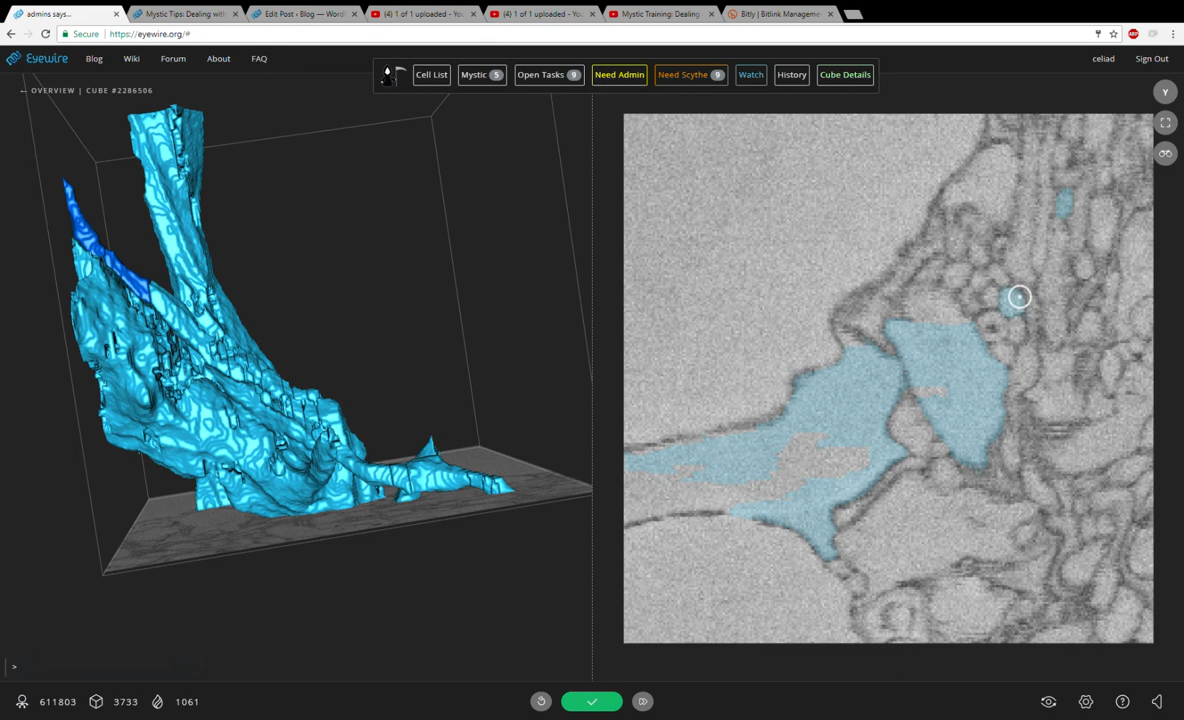 admins says...
Mystic Tips: Dealing with
Edit Post ‹ Blog — Word
(4) 1 of 1 uploaded - You
(4) 1 of 1 uploaded - You
Mystic Training: Dealing
Bitly | Bitlink Manageme
Secure
https://eyewire.org/#
ABP
Eyewire
Blog
Wiki
Forum
About
FAQ
Cell List
Mystic 5
Open Tasks 9
Need Admin
Need Scythe 9
Watch
History
Cube Details
celiad
Sign Out
← OVERVIEW | CUBE #2286506
Y
>
611803
3733
1061